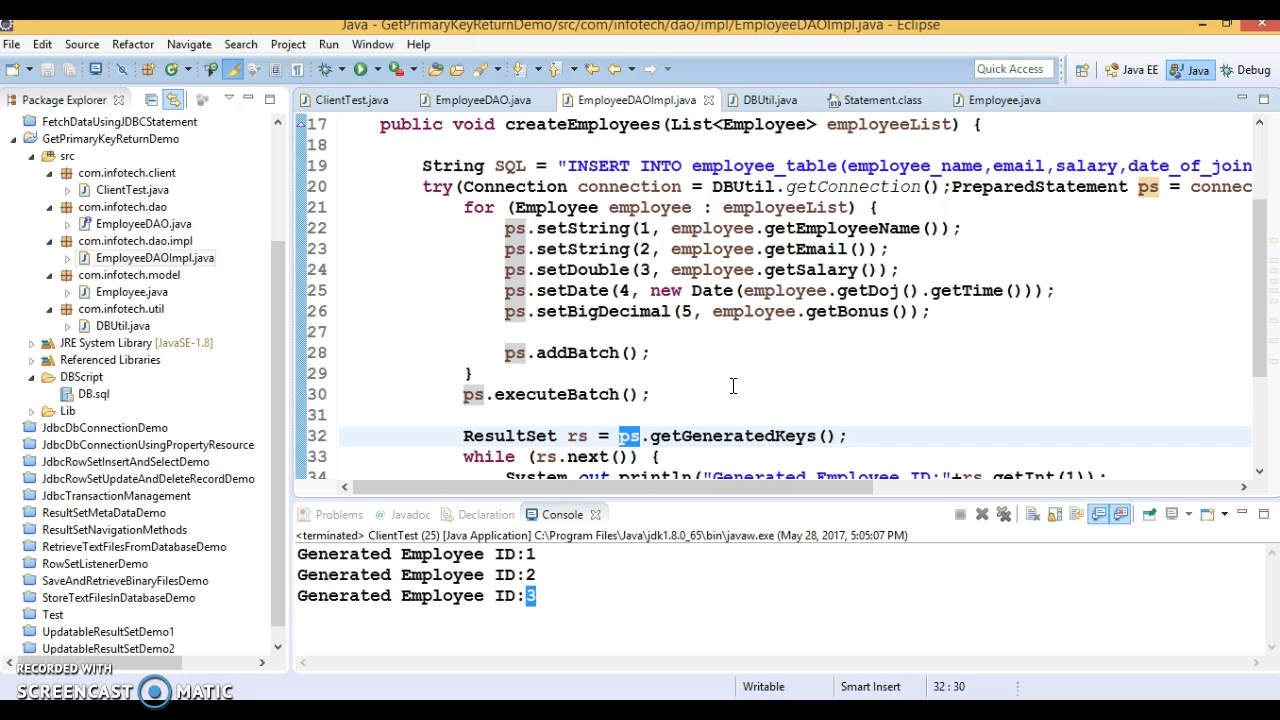 Java - GetPrimaryKeyReturnDemo/src/com/infotech/dao/impl/EmployeeDAOImpl.java - Eclipse
File Edit Source Refactor Navigate Search Project Run Window Help
Quick Access Java EE Java Debug
Package Explorer
FetchDataUsingJDBCStatement
GetPrimaryKeyReturnDemo
src
com.infotech.client
ClientTest.java
com.infotech.dao
EmployeeDAO.java
com.infotech.dao.impl
EmployeeDAOImpl.java
com.infotech.model
Employee.java
com.infotech.util
DBUtil.java
JRE System Library [JavaSE-1.8]
Referenced Libraries
DBScript
DB.sql
Lib
JdbcDbConnectionDemo
JdbcDbConnectionUsingPropertyResource
JdbcRowSetInsertAndSelectDemo
JdbcRowSetUpdateAndDeleteRecordDemo
JdbcTransactionManagement
ResultSetMetaDataDemo
ResultSetNavigationMethods
RetrieveTextFilesFromDatabaseDemo
RowSetListenerDemo
SaveAndRetrieveBinaryFilesDemo
StoreTextFilesInDatabaseDemo
Test
UpdatableResultSetDemo1
UpdatableResultSetDemo2
ClientTest.java EmployeeDAO.java EmployeeDAOImpl.java DBUtil.java Statement.class Employee.java
17 public void createEmployees(List<Employee> employeeList) {
18
19 String SQL = "INSERT INTO employee_table(employee_name,email,salary,date_of_join
20 try(Connection connection = DBUtil.getConnection();PreparedStatement ps = connec
21 for (Employee employee : employeeList) {
22 ps.setString(1, employee.getEmployeeName());
23 ps.setString(2, employee.getEmail());
24 ps.setDouble(3, employee.getSalary());
25 ps.setDate(4, new Date(employee.getDoj().getTime()));
26 ps.setBigDecimal(5, employee.getBonus());
27
28 ps.addBatch();
29 }
30 ps.executeBatch();
31
32 ResultSet rs = ps.getGeneratedKeys();
33 while (rs.next()) {
34 System.out.println("Generated Employee ID:"+rs.getInt(1));
Problems Javadoc Declaration Console
<terminated> ClientTest (25) [Java Application] C:\Program Files\Java\jdk1.8.0_65\bin\javaw.exe (May 28, 2017, 5:05:07 PM)
Generated Employee ID:1
Generated Employee ID:2
Generated Employee ID:3
Writable Smart Insert 32 : 30
RECORDED WITH
SCREENCAST MATIC